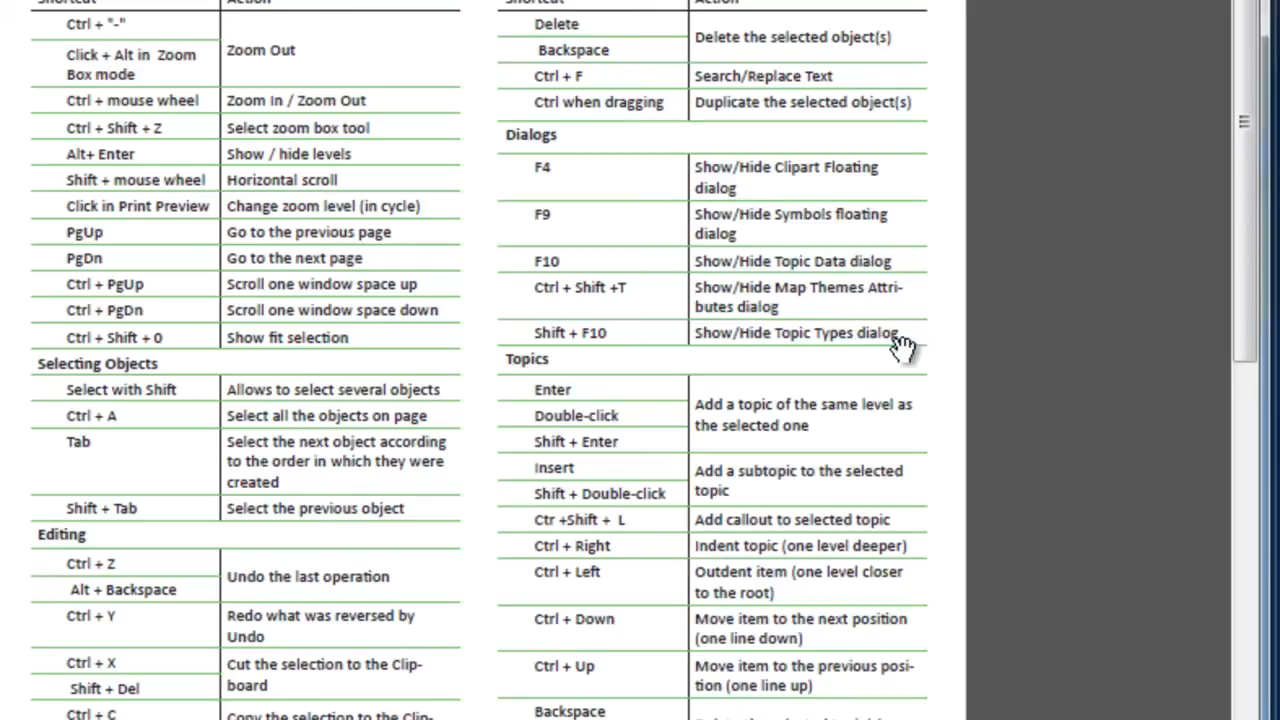 Shortcut Action
Ctrl + "-"
Zoom Out
Click + Alt in Zoom
Box mode
Ctrl + mouse wheel Zoom In / Zoom Out
Ctrl + Shift + Z Select zoom box tool
Alt+ Enter Show / hide levels
Shift + mouse wheel Horizontal scroll
Click in Print Preview Change zoom level (in cycle)
PgUp Go to the previous page
PgDn Go to the next page
Ctrl + PgUp Scroll one window space up
Ctrl + PgDn Scroll one window space down
Ctrl + Shift + 0 Show fit selection
Selecting Objects
Select with Shift Allows to select several objects
Ctrl + A Select all the objects on page
Tab Select the next object according
to the order in which they were
created
Shift + Tab Select the previous object
Editing
Ctrl + Z
Undo the last operation
Alt + Backspace
Ctrl + Y Redo what was reversed by
Undo
Ctrl + X Cut the selection to the Clip-
board
Shift + Del
Ctrl + C Copy the selection to the Clip-
Shortcut Action
Delete
Delete the selected object(s)
Backspace
Ctrl + F Search/Replace Text
Ctrl when dragging Duplicate the selected object(s)
Dialogs
F4 Show/Hide Clipart Floating
dialog
F9 Show/Hide Symbols floating
dialog
F10 Show/Hide Topic Data dialog
Ctrl + Shift +T Show/Hide Map Themes Attri-
butes dialog
Shift + F10 Show/Hide Topic Types dialog
Topics
Enter
Add a topic of the same level as
Double-click
the selected one
Shift + Enter
Insert Add a subtopic to the selected
topic
Shift + Double-click
Ctr +Shift + L Add callout to selected topic
Ctrl + Right Indent topic (one level deeper)
Ctrl + Left Outdent item (one level closer
to the root)
Ctrl + Down Move item to the next position
(one line down)
Ctrl + Up Move item to the previous posi-
tion (one line up)
Backspace